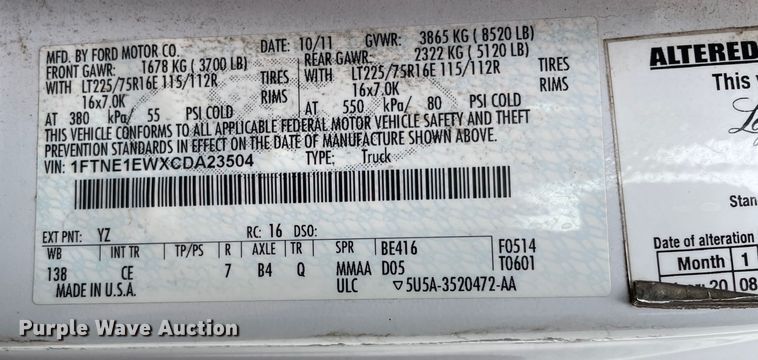 MFD. BY FORD MOTOR CO.
DATE: 10/11 GVWR: 3865 KG ( 8520 LB)
FRONT GAWR: 1678 KG ( 3700 LB) REAR GAWR: 2322 KG ( 5120 LB)
WITH LT225/75R16E 115/112R TIRES WITH LT225/75R16E 115/112R TIRES
16x7.0K RIMS 16x7.0K RIMS
AT 380 kPa/ 55 PSI COLD AT 550 kPa/ 80 PSI COLD
THIS VEHICLE CONFORMS TO ALL APPLICABLE FEDERAL MOTOR VEHICLE SAFETY AND THEFT
PREVENTION STANDARDS IN EFFECT ON THE DATE OF MANUFACTURE SHOWN ABOVE.
VIN: 1FTNE1EWXCDA23504 TYPE: Truck
EXT PNT: YZ RC: 16 DSO:
WB INT TR TP/PS R AXLE TR SPR BE416 F0514
138 CE 7 B4 Q MMAA D05 T0601
MADE IN U.S.A. ULC ▽5U5A-3520472-AA
ALTERED
This v
Stan
Date of alteration
Month 1
20 08
Purple Wave Auction